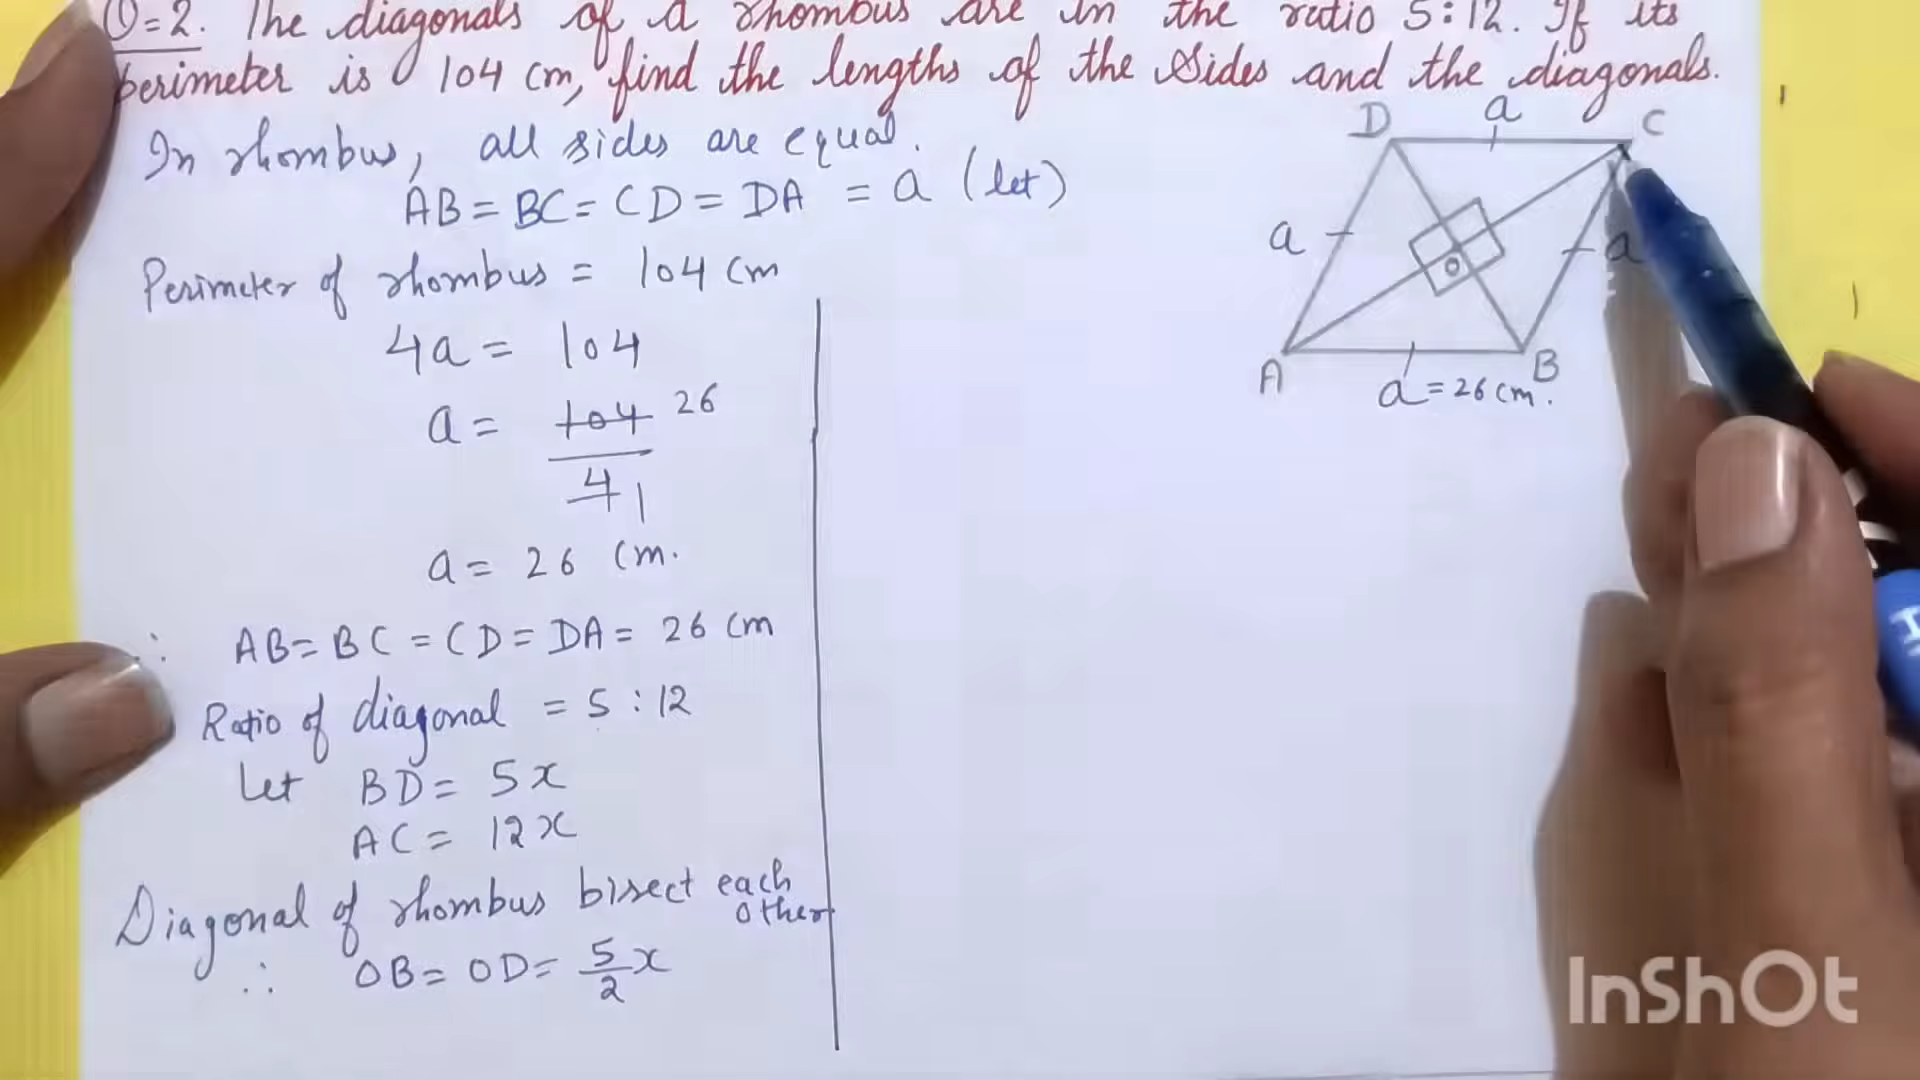 Q=2. The diagonals of a rhombus are in the ratio 5:12. If its
perimeter is 104 cm, find the lengths of the sides and the diagonals.
In rhombus, all sides are equal.
AB = BC = CD = DA = a (let)
Perimeter of rhombus = 104 cm
4a = 104
a = 104 26
4 1
a = 26 cm.
∴ AB = BC = CD = DA = 26 cm
Ratio of diagonal = 5 : 12
Let BD = 5x
AC = 12x
Diagonal of rhombus bisect each
other
∴ OB = OD = 5/2 x
D a C
a a
O
A B
a = 26 cm.
InShOt